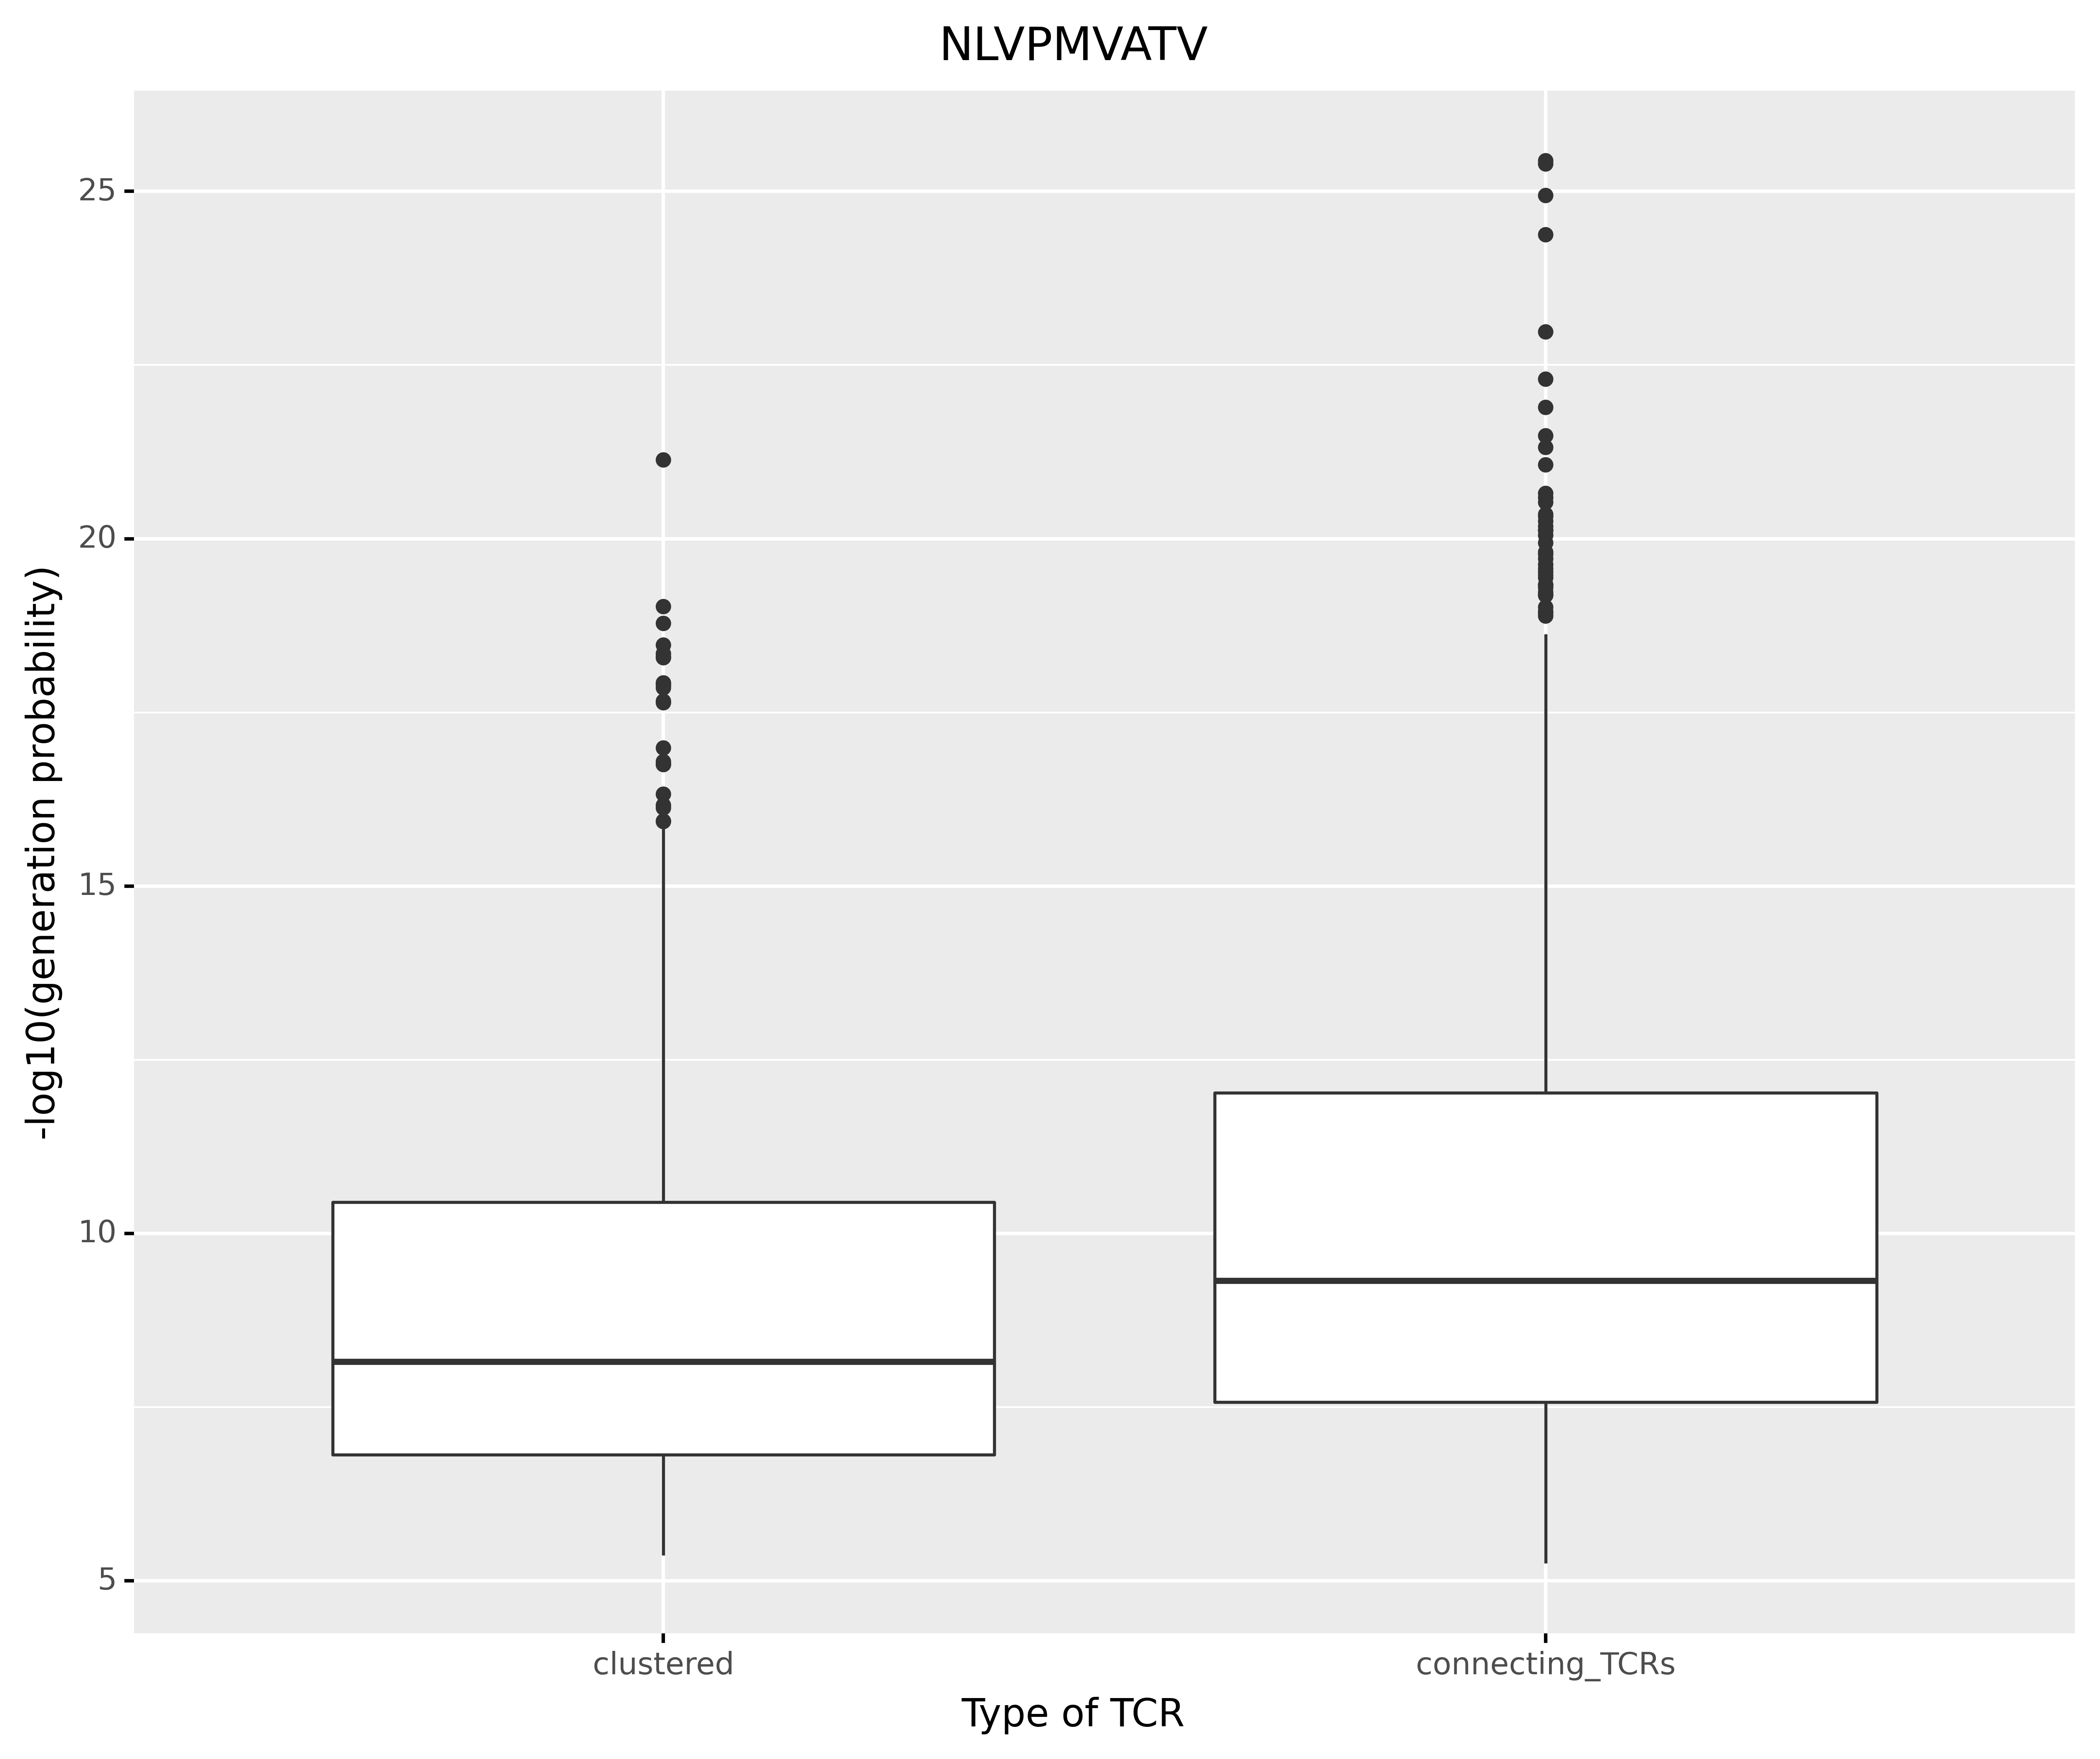 NLVPMVATV
-log10(generation probability)
25
20
15
10
5
clustered
connecting_TCRs
Type of TCR